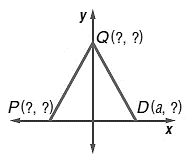 y
Q(?, ?)
P(?, ?)
D(a, ?)
x